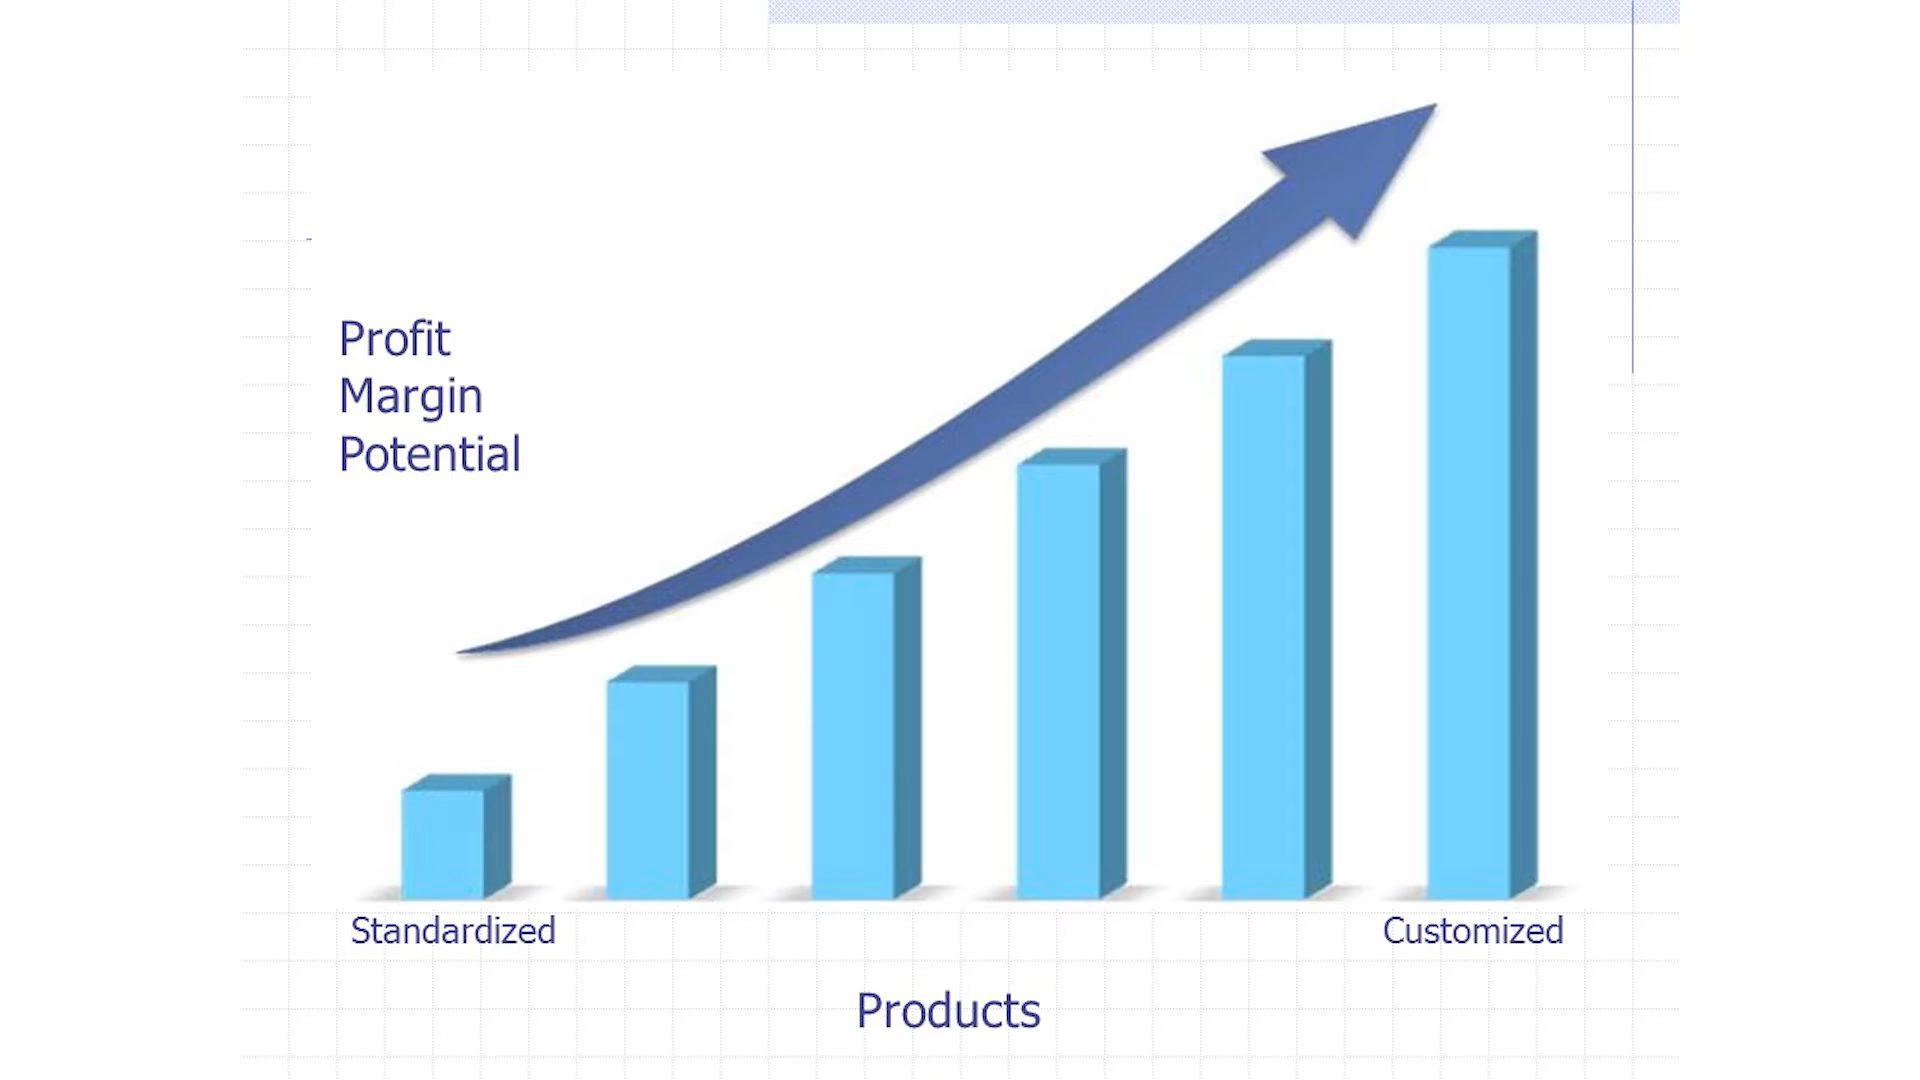 Profit
Margin
Potential
Standardized
Customized
Products